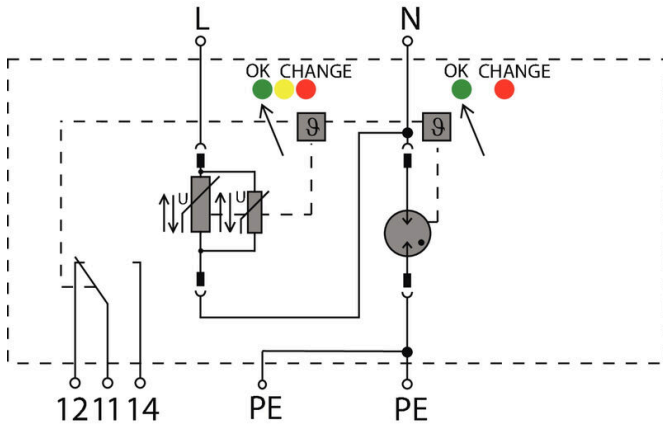 L N
OK CHANGE OK CHANGE
ϑ ϑ
U U
12 11 14 PE PE